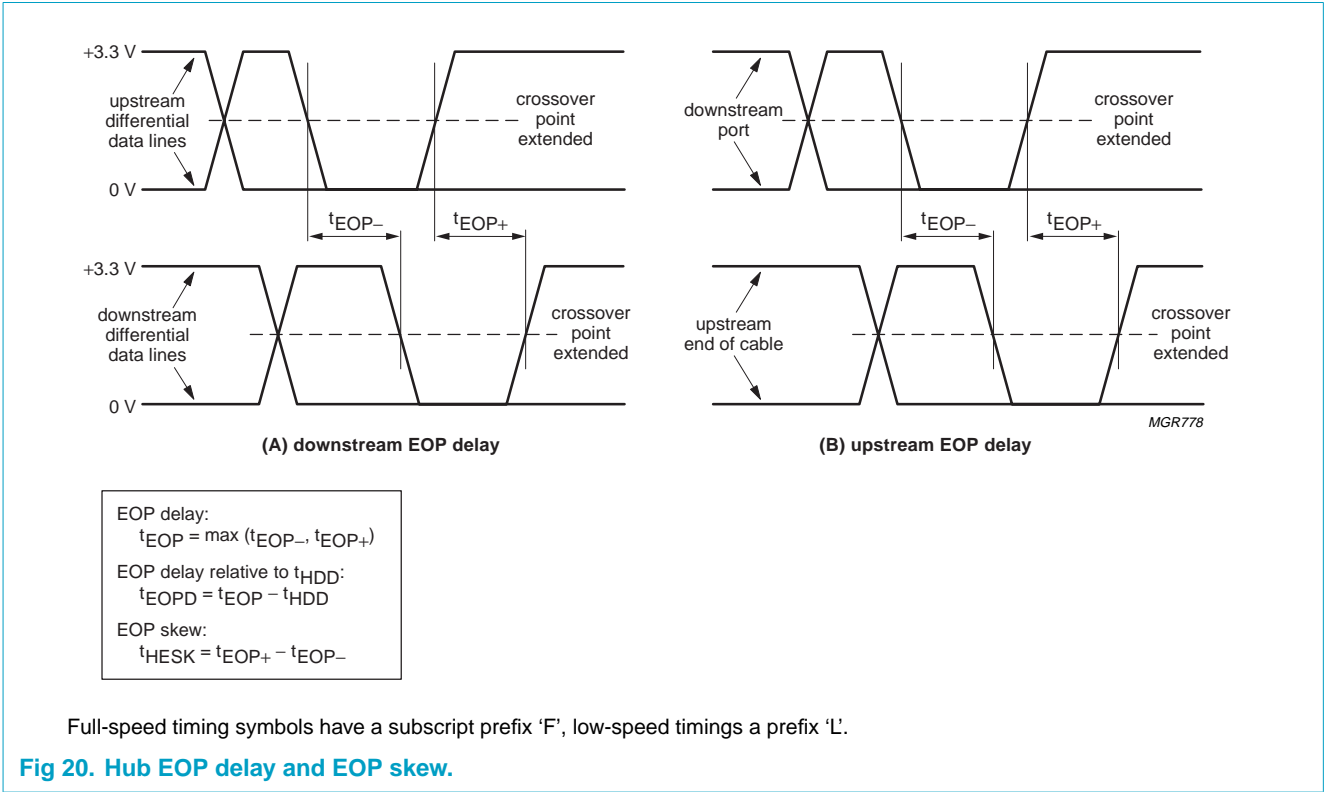 +3.3 V
upstream
differential
data lines
0 V
crossover
point
extended
tEOP−
tEOP+
+3.3 V
downstream
differential
data lines
0 V
crossover
point
extended
(A) downstream EOP delay
downstream
port
crossover
point
extended
tEOP−
tEOP+
upstream
end of cable
crossover
point
extended
MGR778
(B) upstream EOP delay
EOP delay:
tEOP = max (tEOP−, tEOP+)
EOP delay relative to tHDD:
tEOPD = tEOP − tHDD
EOP skew:
tHESK = tEOP+ − tEOP−
Full-speed timing symbols have a subscript prefix ‘F’, low-speed timings a prefix ‘L’.
Fig 20. Hub EOP delay and EOP skew.